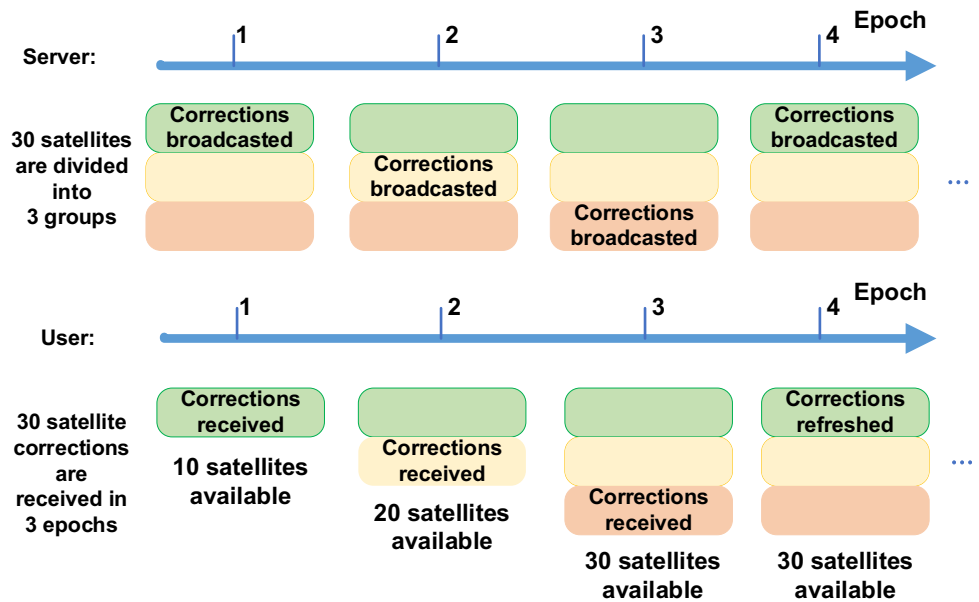 Epoch
1
2
3
4
Server:
30 satellites
are divided
into
3 groups
Corrections
broadcasted
Corrections
broadcasted
Corrections
broadcasted
Corrections
broadcasted
...
Epoch
1
2
3
4
User:
30 satellite
corrections
are
received in
3 epochs
Corrections
received
10 satellites
available
Corrections
received
20 satellites
available
Corrections
received
30 satellites
available
Corrections
refreshed
30 satellites
available
...